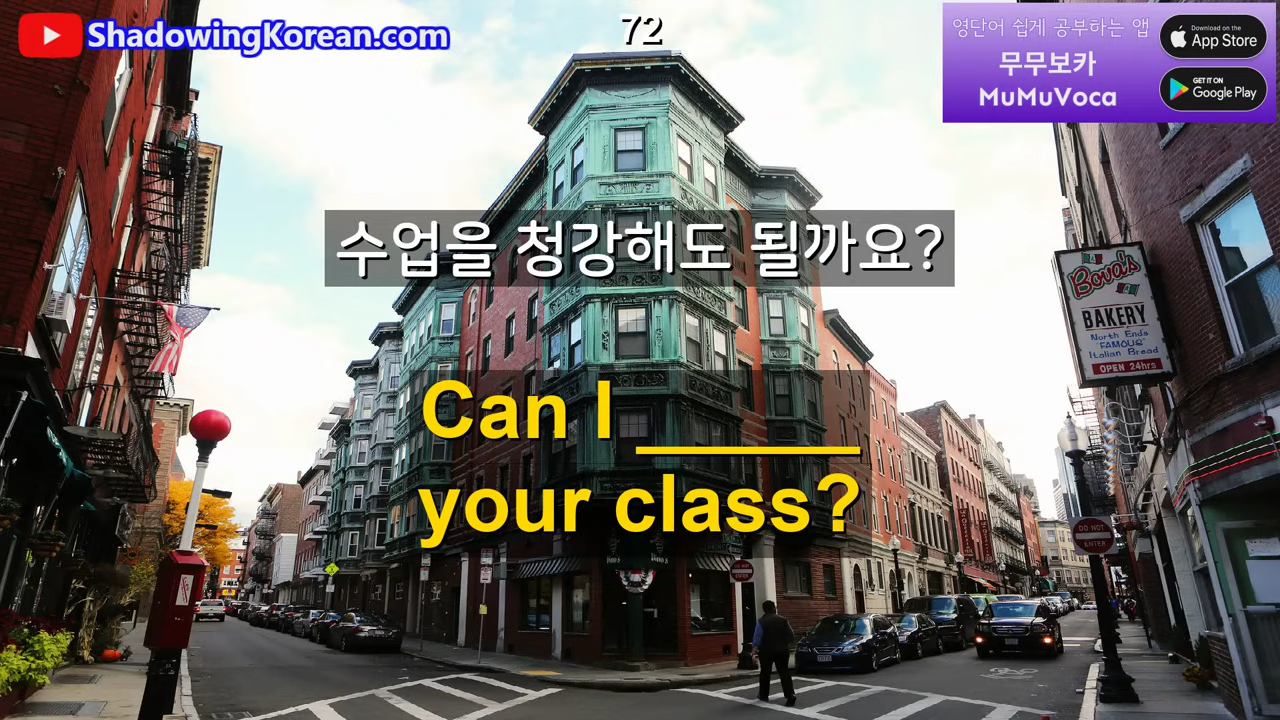 ShadowingKorean.com
72
영단어 쉽게 공부하는 앱
무무보카
MuMuVoca
Download on the
App Store
GET IT ON
Google Play
수업을 청강해도 될까요?
Can I ________
your class?
Bova's
BAKERY
North Ends
"FAMOUS"
Italian Bread
OPEN 24hrs
DO NOT
ENTER